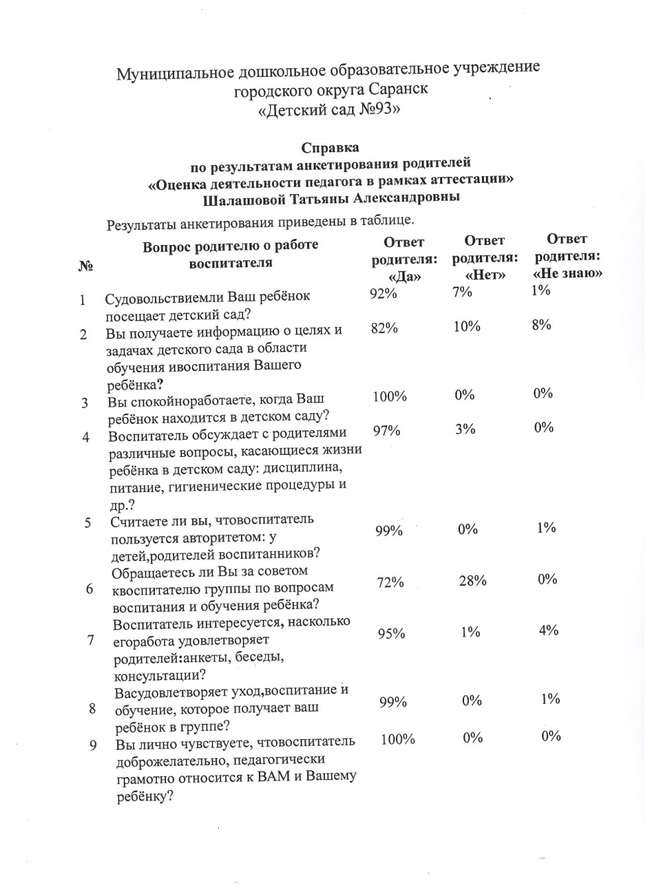 Муниципальное дошкольное образовательное учреждение
городского округа Саранск
«Детский сад №93»
Справка
по результатам анкетирования родителей
«Оценка деятельности педагога в рамках аттестации»
Шалашовой Татьяны Александровны
Результаты анкетирования приведены в таблице.
№ Вопрос родителю о работе воспитателя Ответ родителя: «Да» Ответ родителя: «Нет» Ответ родителя: «Не знаю»
1 Судовольствиемли Ваш ребёнок 92% 7% 1%
посещает детский сад?
2 Вы получаете информацию о целях и 82% 10% 8%
задачах детского сада в области
обучения ивоспитания Вашего
ребёнка?
3 Вы спокойноработаете, когда Ваш 100% 0% 0%
ребёнок находится в детском саду?
4 Воспитатель обсуждает с родителями 97% 3% 0%
различные вопросы, касающиеся жизни
ребёнка в детском саду: дисциплина,
питание, гигиенические процедуры и
др.?
5 Считаете ли вы, чтовоспитатель
пользуется авторитетом: у 99% 0% 1%
детей,родителей воспитанников?
Обращаетесь ли Вы за советом
6 квоспитателю группы по вопросам 72% 28% 0%
воспитания и обучения ребёнка?
Воспитатель интересуется, насколько
7 егоработа удовлетворяет 95% 1% 4%
родителей:анкеты, беседы,
консультации?
Васудовлетворяет уход,воспитание и
8 обучение, которое получает ваш 99% 0% 1%
ребёнок в группе?
9 Вы лично чувствуете, чтовоспитатель 100% 0% 0%
доброжелательно, педагогически
грамотно относится к ВАМ и Вашему
ребёнку?